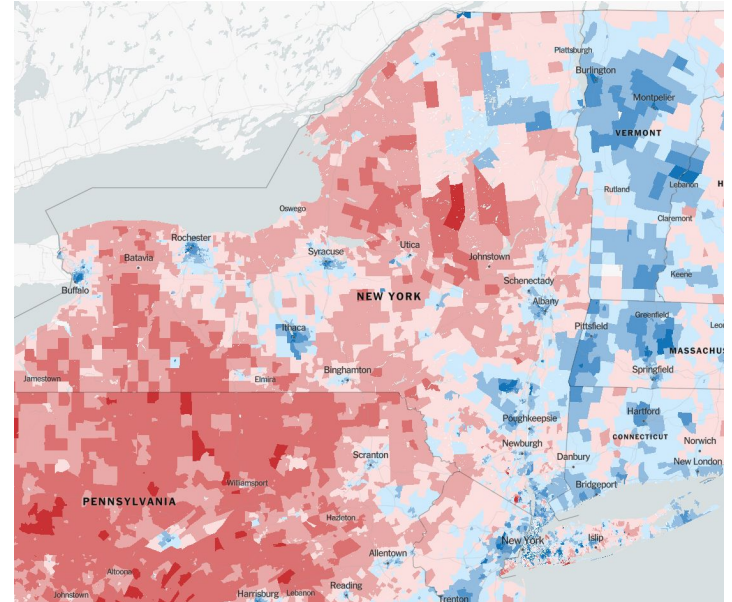 Plattsburgh
Burlington
Montpelier
VERMONT
H
Rutland
Lebanon
Oswego
Claremont
Rochester
Utica
Batavia
Syracuse
Johnstown
Keene
Schenectady
Buffalo
NEW YORK
Albany
Greenfield
Ithaca
Pittsfield
Leon
MASSACHUS
Binghamton
Springfield
Jamestown
Elmira
Hartford
Poughkeepsie
CONNECTICUT
Newburgh
Norwich
Scranton
Danbury
New London
Williamsport
Bridgeport
PENNSYLVANIA
Hazleton
New York
Islip
Allentown
Altoona
Reading
Johnstown
Harrisburg
Lebanon
Trenton